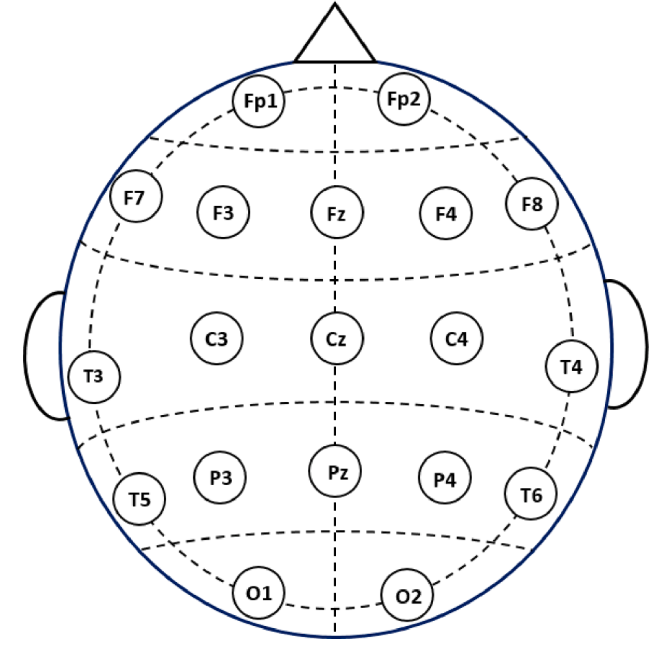 Fp1 Fp2
F7 F3 Fz F4 F8
C3 Cz C4
T3 T4
P3 Pz P4
T5 T6
O1 O2